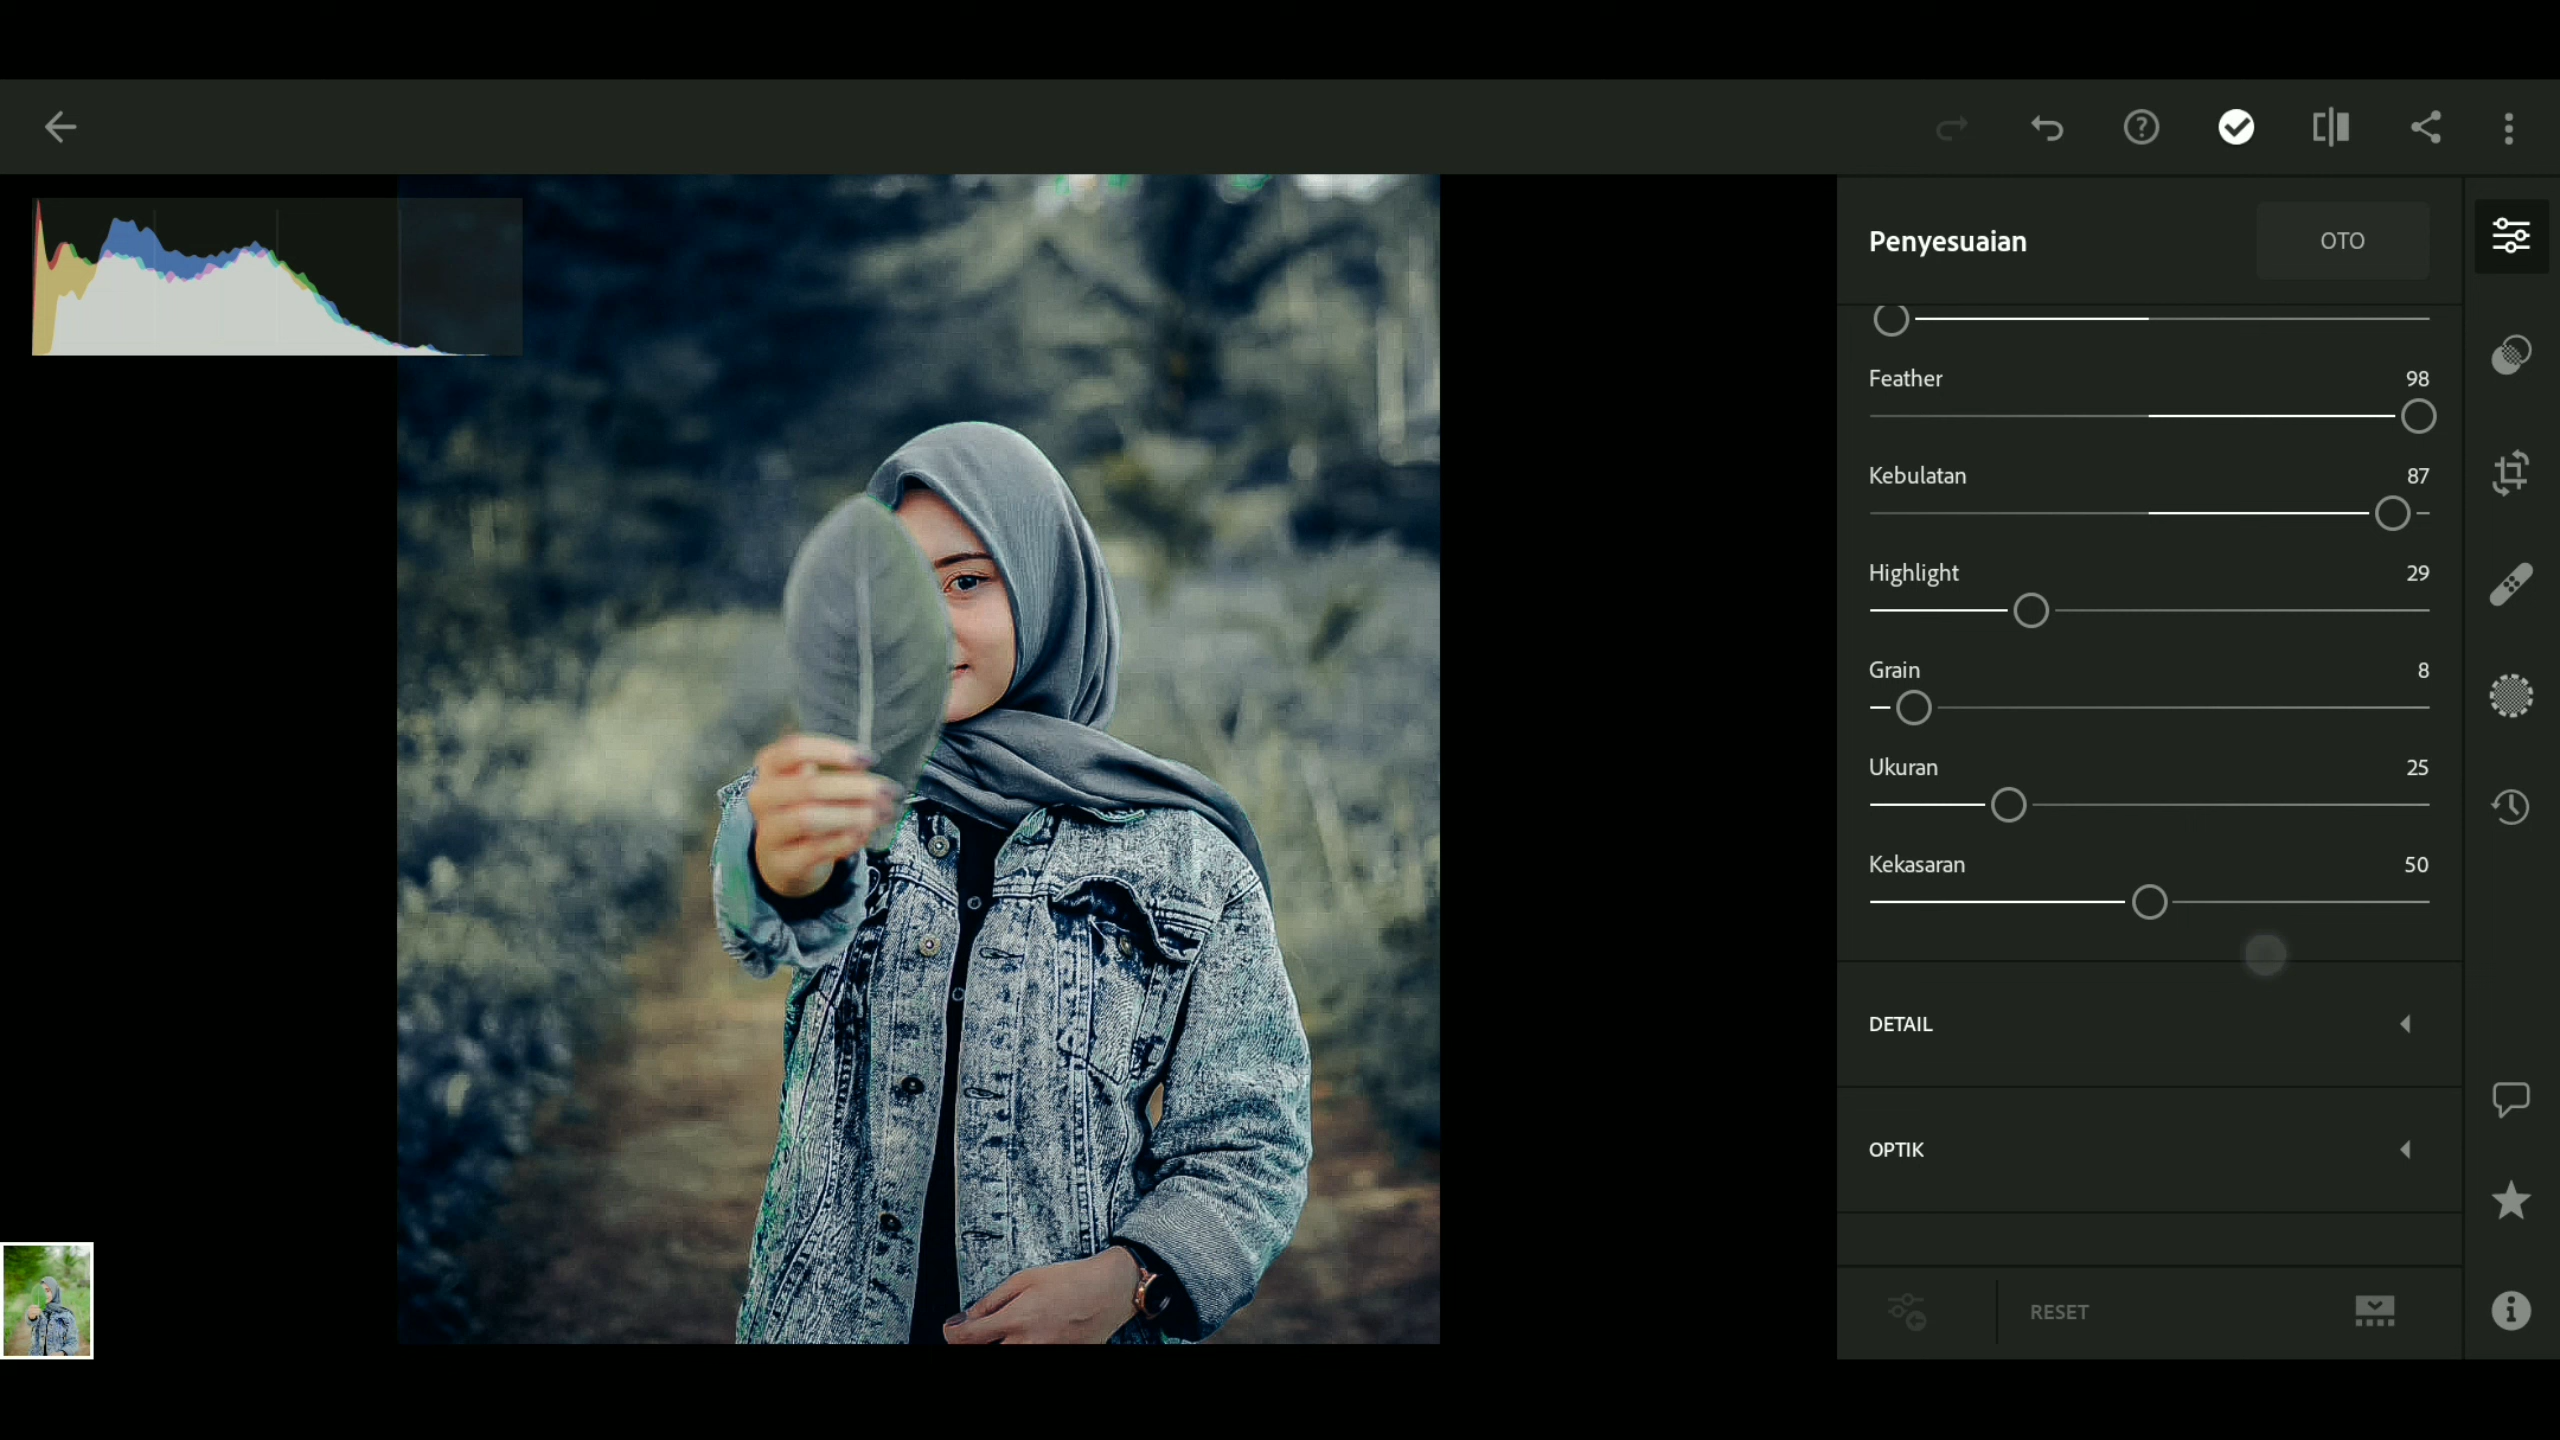 Penyesuaian
OTO
Feather 98
Kebulatan 87
Highlight 29
Grain 8
Ukuran 25
Kekasaran 50
DETAIL
OPTIK
RESET